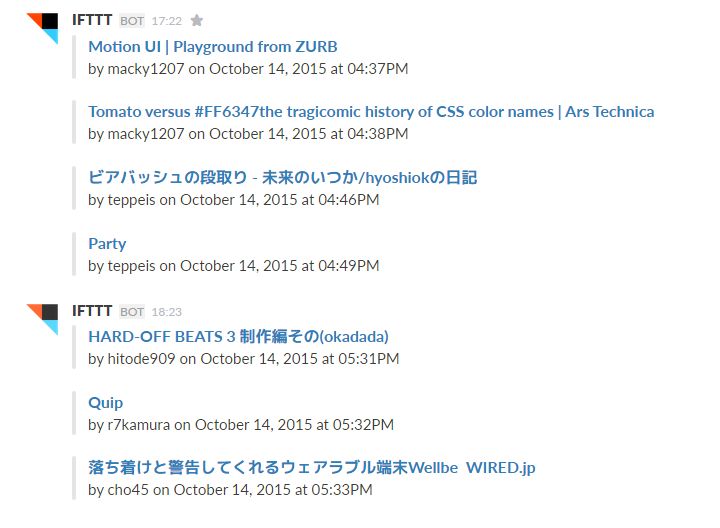 IFTTT BOT 17:22
Motion UI | Playground from ZURB
by macky1207 on October 14, 2015 at 04:37PM
Tomato versus #FF6347the tragicomic history of CSS color names | Ars Technica
by macky1207 on October 14, 2015 at 04:38PM
ビアバッシュの段取り - 未来のいつか/hyoshiokの日記
by teppeis on October 14, 2015 at 04:46PM
Party
by teppeis on October 14, 2015 at 04:49PM
IFTTT BOT 18:23
HARD-OFF BEATS 3 制作編その(okadada)
by hitode909 on October 14, 2015 at 05:31PM
Quip
by r7kamura on October 14, 2015 at 05:32PM
落ち着けと警告してくれるウェアラブル端末Wellbe  WIRED.jp
by cho45 on October 14, 2015 at 05:33PM